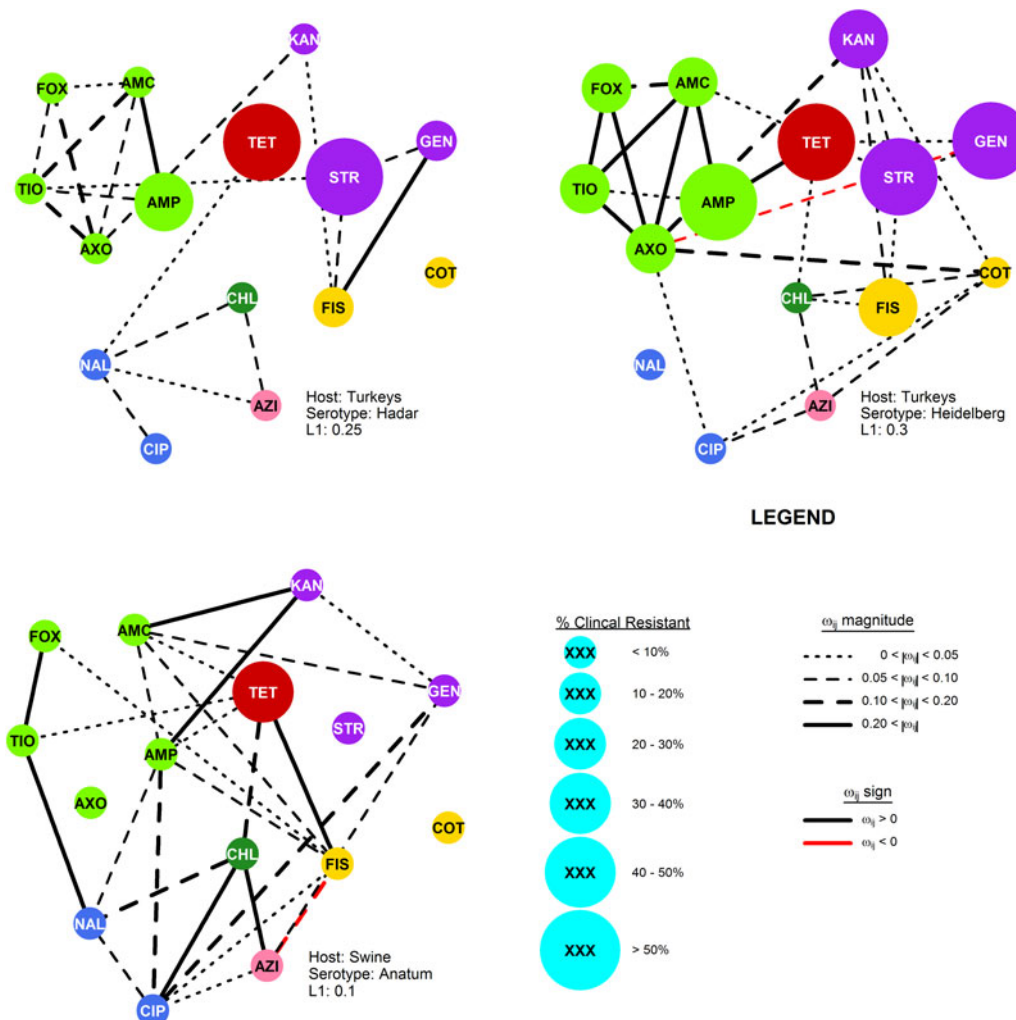 KAN
FOX
AMC
TET
GEN
STR
TIO
AMP
AXO
COT
CHL
FIS
NAL
AZI
CIP
Host: Turkeys
Serotype: Hadar
L1: 0.25
KAN
FOX
AMC
TET
GEN
STR
TIO
AMP
AXO
COT
CHL
FIS
NAL
AZI
CIP
Host: Turkeys
Serotype: Heidelberg
L1: 0.3
KAN
FOX
AMC
TET
GEN
STR
TIO
AMP
AXO
COT
CHL
FIS
NAL
AZI
CIP
Host: Swine
Serotype: Anatum
L1: 0.1
LEGEND
% Clincal Resistant
XXX < 10%
XXX 10 - 20%
XXX 20 - 30%
XXX 30 - 40%
XXX 40 - 50%
XXX > 50%
ωij magnitude
0 < |ωij| < 0.05
0.05 < |ωij| < 0.10
0.10 < |ωij| < 0.20
0.20 < |ωij|
ωij sign
ωij > 0
ωij < 0